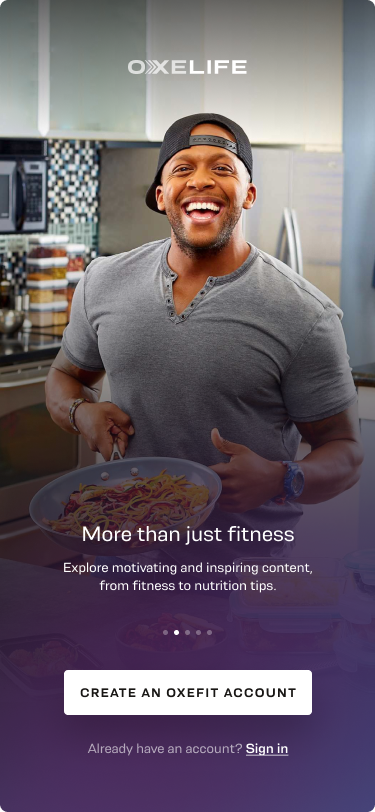 OXELIFE
More than just fitness
Explore motivating and inspiring content,
from fitness to nutrition tips.
CREATE AN OXEFIT ACCOUNT
Already have an account? Sign in